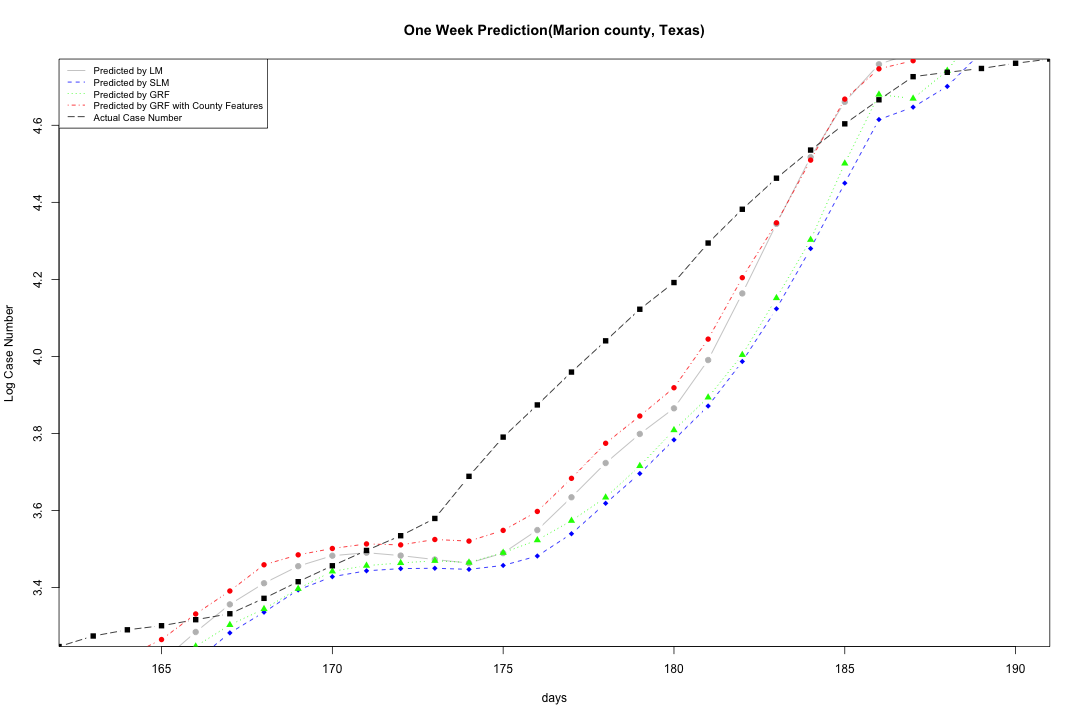 One Week Prediction(Marion county, Texas)
Predicted by LM
Predicted by SLM
Predicted by GRF
Predicted by GRF with County Features
Actual Case Number
Log Case Number
4.6
4.4
4.2
4.0
3.8
3.6
3.4
165 170 175 180 185 190
days